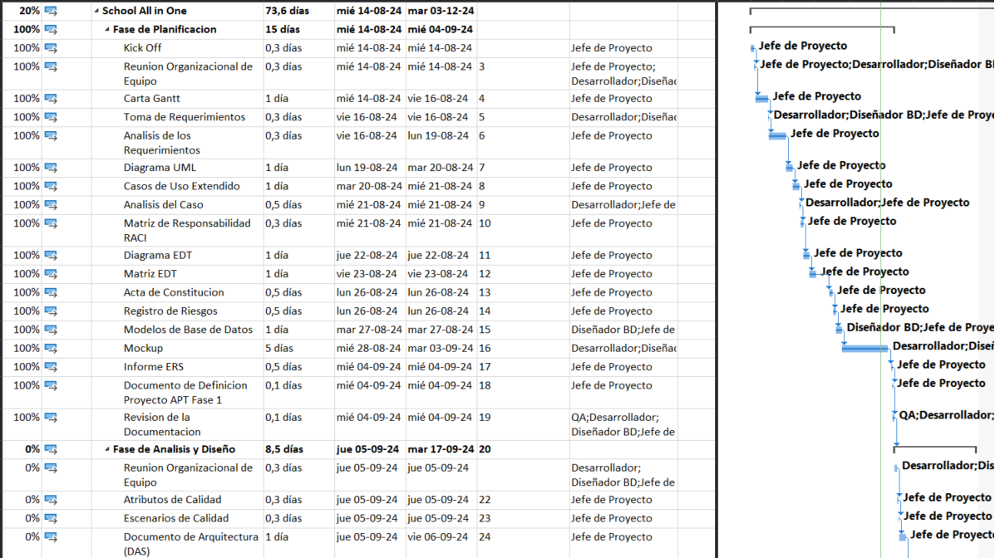 20% School All in One 73,6 días mié 14-08-24 mar 03-12-24
100% Fase de Planificacion 15 días mié 14-08-24 mié 04-09-24
100% Kick Off 0,3 días mié 14-08-24 mié 14-08-24 Jefe de Proyecto Jefe de Proyecto
100% Reunion Organizacional de 0,3 días mié 14-08-24 mié 14-08-24 3 Jefe de Proyecto; Jefe de Proyecto;Desarrollador;Diseñador B
Equipo Desarrollador;Diseñac
100% Carta Gantt 1 día mié 14-08-24 vie 16-08-24 4 Jefe de Proyecto Jefe de Proyecto
100% Toma de Requerimientos 0,3 días vie 16-08-24 vie 16-08-24 5 Desarrollador;Diseñac Desarrollador;Diseñador BD;Jefe de Proye
100% Analisis de los 0,3 días vie 16-08-24 lun 19-08-24 6 Jefe de Proyecto Jefe de Proyecto
Requerimientos
100% Diagrama UML 1 día lun 19-08-24 mar 20-08-24 7 Jefe de Proyecto Jefe de Proyecto
100% Casos de Uso Extendido 1 día mar 20-08-24 mié 21-08-24 8 Jefe de Proyecto Jefe de Proyecto
100% Analisis del Caso 0,5 días mié 21-08-24 mié 21-08-24 9 Desarrollador;Jefe de Desarrollador;Jefe de Proyecto
100% Matriz de Responsabilidad 0,3 días mié 21-08-24 mié 21-08-24 10 Jefe de Proyecto Jefe de Proyecto
RACI
100% Diagrama EDT 1 día jue 22-08-24 jue 22-08-24 11 Jefe de Proyecto Jefe de Proyecto
100% Matriz EDT 1 día vie 23-08-24 vie 23-08-24 12 Jefe de Proyecto Jefe de Proyecto
100% Acta de Constitucion 0,5 días lun 26-08-24 lun 26-08-24 13 Jefe de Proyecto Jefe de Proyecto
100% Registro de Riesgos 0,5 días lun 26-08-24 lun 26-08-24 14 Jefe de Proyecto Jefe de Proyecto
100% Modelos de Base de Datos 1 día mar 27-08-24 mar 27-08-24 15 Diseñador BD;Jefe de Diseñador BD;Jefe de Proye
100% Mockup 5 días mié 28-08-24 mar 03-09-24 16 Desarrollador;Diseñac Desarrollador;Diseñ
100% Informe ERS 0,5 días mié 04-09-24 mié 04-09-24 17 Jefe de Proyecto Jefe de Proyecto
100% Documento de Definicion 0,1 días mié 04-09-24 mié 04-09-24 18 Jefe de Proyecto Jefe de Proyecto
Proyecto APT Fase 1
100% Revision de la 0,1 días mié 04-09-24 mié 04-09-24 19 QA;Desarrollador; QA;Desarrollador;
Documentacion Diseñador BD;Jefe de
0% Fase de Analisis y Diseño 8,5 días jue 05-09-24 mar 17-09-24 20
0% Reunion Organizacional de 0,3 días jue 05-09-24 jue 05-09-24 Desarrollador; Desarrollador;Dis
Equipo Diseñador BD;Jefe de
0% Atributos de Calidad 0,3 días jue 05-09-24 jue 05-09-24 22 Jefe de Proyecto Jefe de Proyecto
0% Escenarios de Calidad 0,3 días jue 05-09-24 jue 05-09-24 23 Jefe de Proyecto Jefe de Proyecto
0% Documento de Arquitectura 1 día jue 05-09-24 vie 06-09-24 24 Jefe de Proyecto Jefe de Proyect
(DAS)